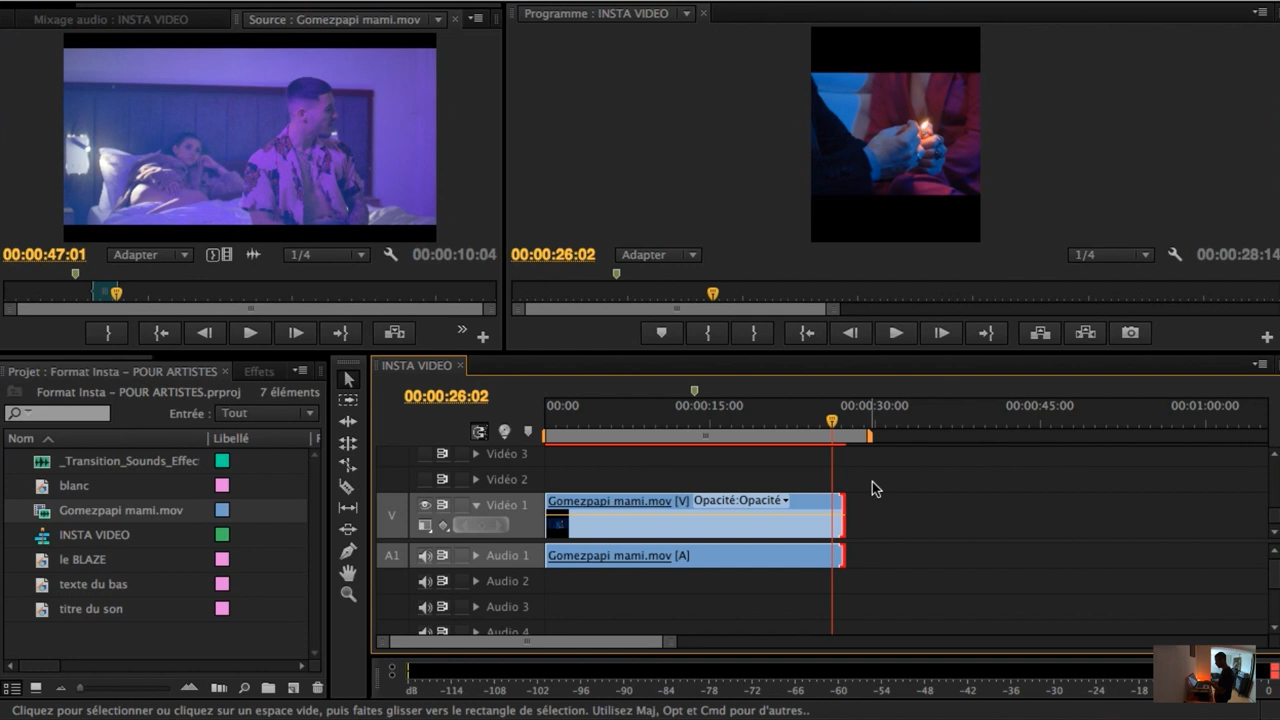 Mixage audio : INSTA VIDEO
Source : Gomezpapi mami.mov
Programme : INSTA VIDEO
00:00:47:01
Adapter
1/4
00:00:10:04
00:00:26:02
Adapter
1/4
00:00:28:14
Projet : Format Insta – POUR ARTISTES
Effets
Format Insta – POUR ARTISTES.prproj
7 éléments
Entrée :
Tout
Nom
Libellé
_Transition_Sounds_Effec
blanc
Gomezpapi mami.mov
INSTA VIDEO
le BLAZE
texte du bas
titre du son
INSTA VIDEO
00:00:26:02
00:00
00:00:15:00
00:00:30:00
00:00:45:00
00:01:00:00
Vidéo 3
Vidéo 2
V
Vidéo 1
Gomezpapi mami.mov [V]
Opacité:Opacité
A1
Audio 1
Gomezpapi mami.mov [A]
Audio 2
Audio 3
Audio 4
dB
-114
-108
-102
-96
-90
-84
-78
-72
-66
-60
-54
-48
-42
-36
-30
-24
-18
0
Cliquez pour sélectionner ou cliquez sur un espace vide, puis faites glisser vers le rectangle de sélection. Utilisez Maj, Opt et Cmd pour d'autres..